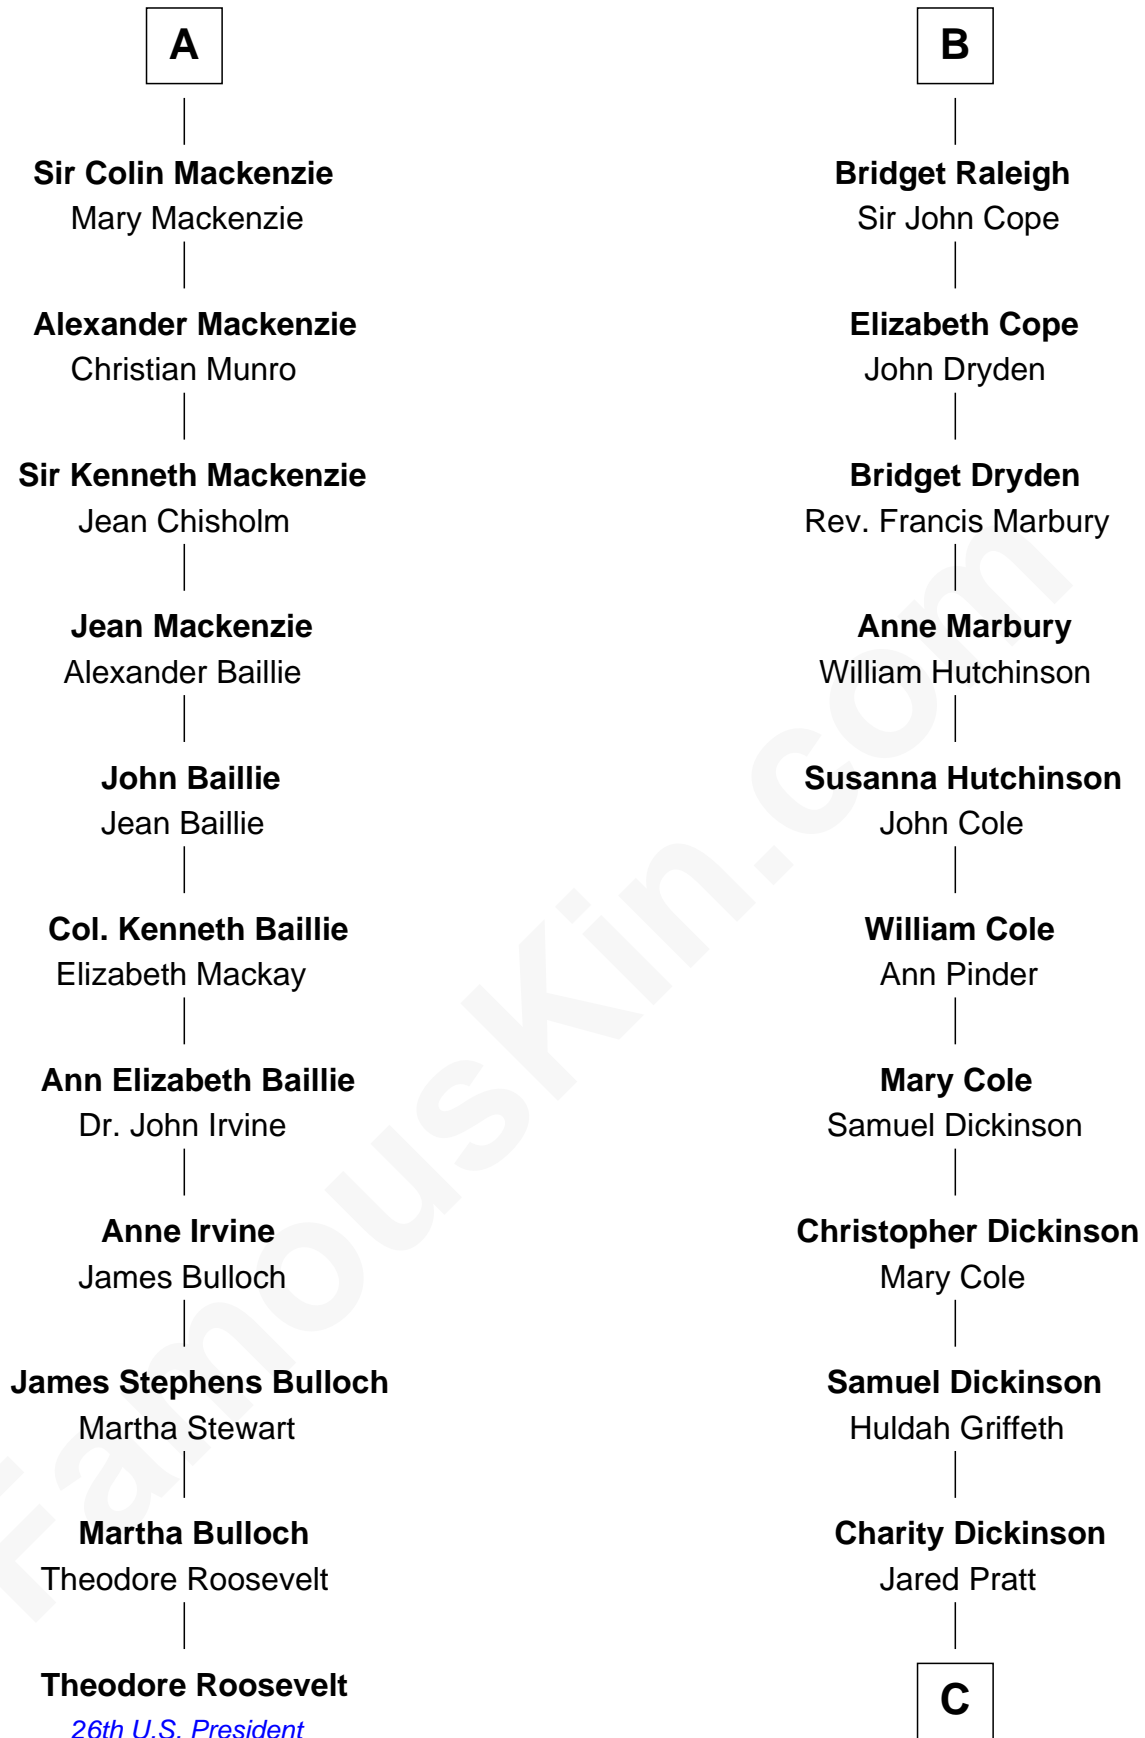 A
Sir Colin Mackenzie
Mary Mackenzie
Alexander Mackenzie
Christian Munro
Sir Kenneth Mackenzie
Jean Chisholm
Jean Mackenzie
Alexander Baillie
John Baillie
Jean Baillie
Col. Kenneth Baillie
Elizabeth Mackay
Ann Elizabeth Baillie
Dr. John Irvine
Anne Irvine
James Bulloch
James Stephens Bulloch
Martha Stewart
Martha Bulloch
Theodore Roosevelt
Theodore Roosevelt
26th U.S. President
B
Bridget Raleigh
Sir John Cope
Elizabeth Cope
John Dryden
Bridget Dryden
Rev. Francis Marbury
Anne Marbury
William Hutchinson
Susanna Hutchinson
John Cole
William Cole
Ann Pinder
Mary Cole
Samuel Dickinson
Christopher Dickinson
Mary Cole
Samuel Dickinson
Huldah Griffeth
Charity Dickinson
Jared Pratt
C
FamousKin.com